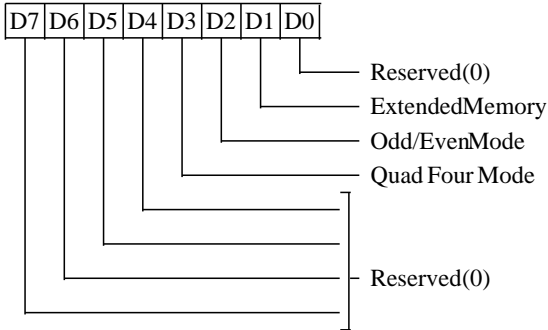 D7 D6 D5 D4 D3 D2 D1 D0
Reserved(0)
ExtendedMemory
Odd/EvenMode
Quad Four Mode
Reserved(0)